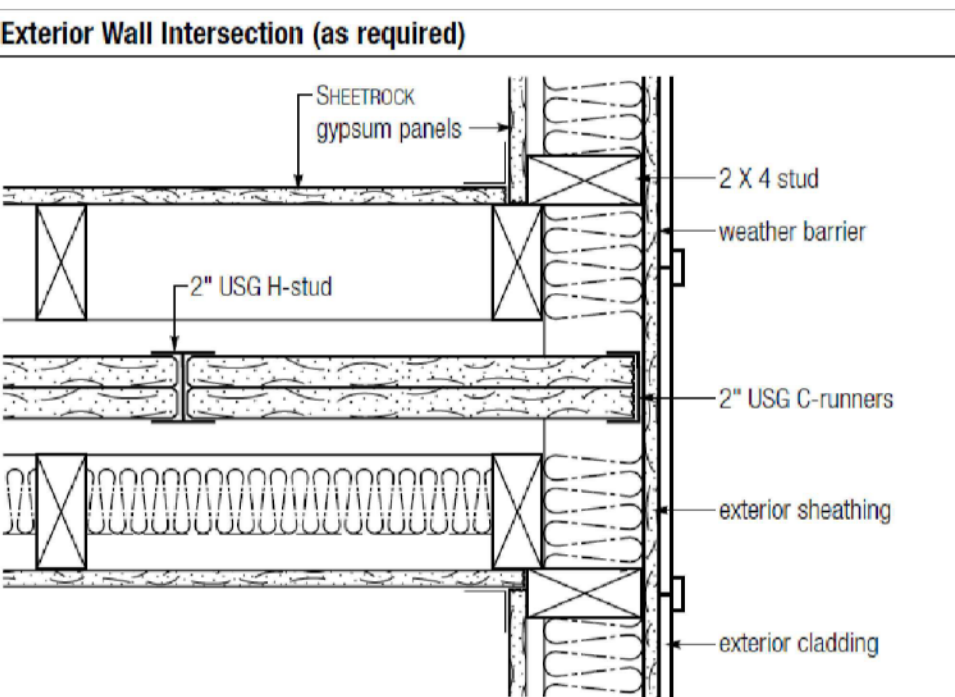 Exterior Wall Intersection (as required)
SHEETROCK
gypsum panels
2 X 4 stud
weather barrier
2" USG H-stud
2" USG C-runners
exterior sheathing
exterior cladding